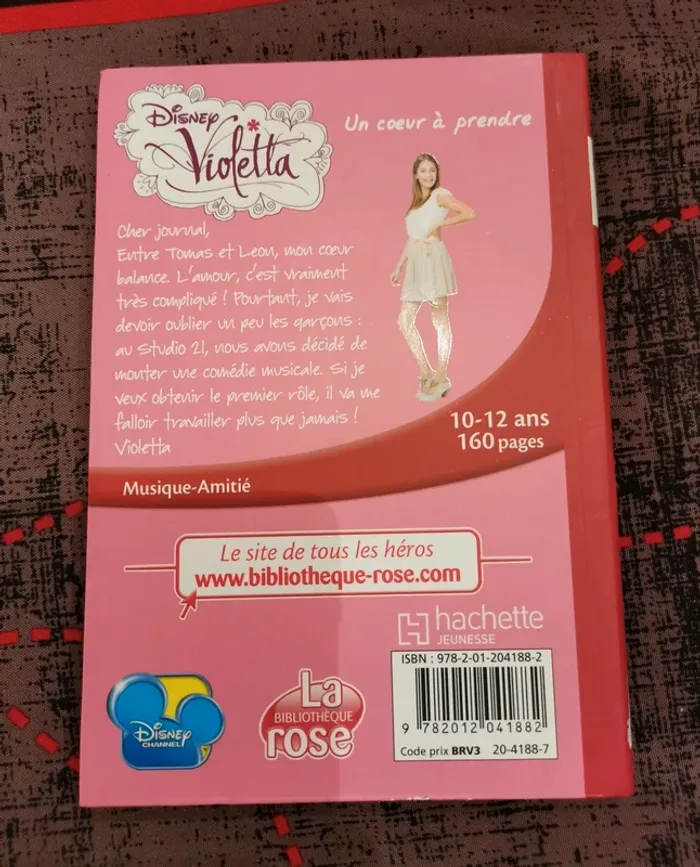 DISNEY
Violetta
Un coeur à prendre
Cher journal,
Entre Tomas et Leon, mon cœur
balance. L'amour, c'est vraiment
très compliqué ! Pourtant, je vais
devoir oublier un peu les garçons :
au Studio 21, nous avons décidé de
monter une comédie musicale. Si je
veux obtenir le premier rôle, il va me
falloir travailler plus que jamais !
Violetta
10-12 ans
160 pages
Musique-Amitié
Le site de tous les héros
www.bibliotheque-rose.com
hachette
JEUNESSE
ISBN : 978-2-01-204188-2
9 782012 041882
Code prix BRV3 20-4188-7
DISNEY
CHANNEL
La
BIBLIOTHÈQUE
rose